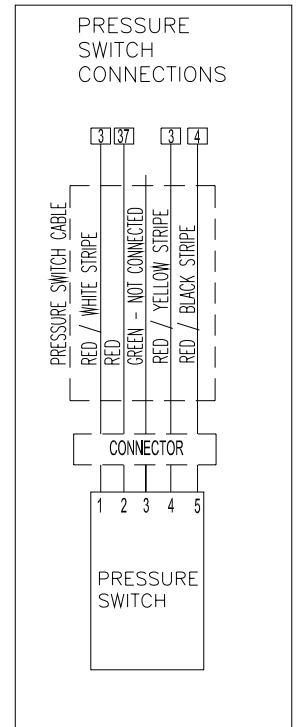 PRESSURE
SWITCH
CONNECTIONS
3 37 3 4
PRESSURE SWITCH CABLE
RED / WHITE STRIPE
RED
GREEN - NOT CONNECTED
RED / YELLOW STRIPE
RED / BLACK STRIPE
CONNECTOR
1 2 3 4 5
PRESSURE
SWITCH